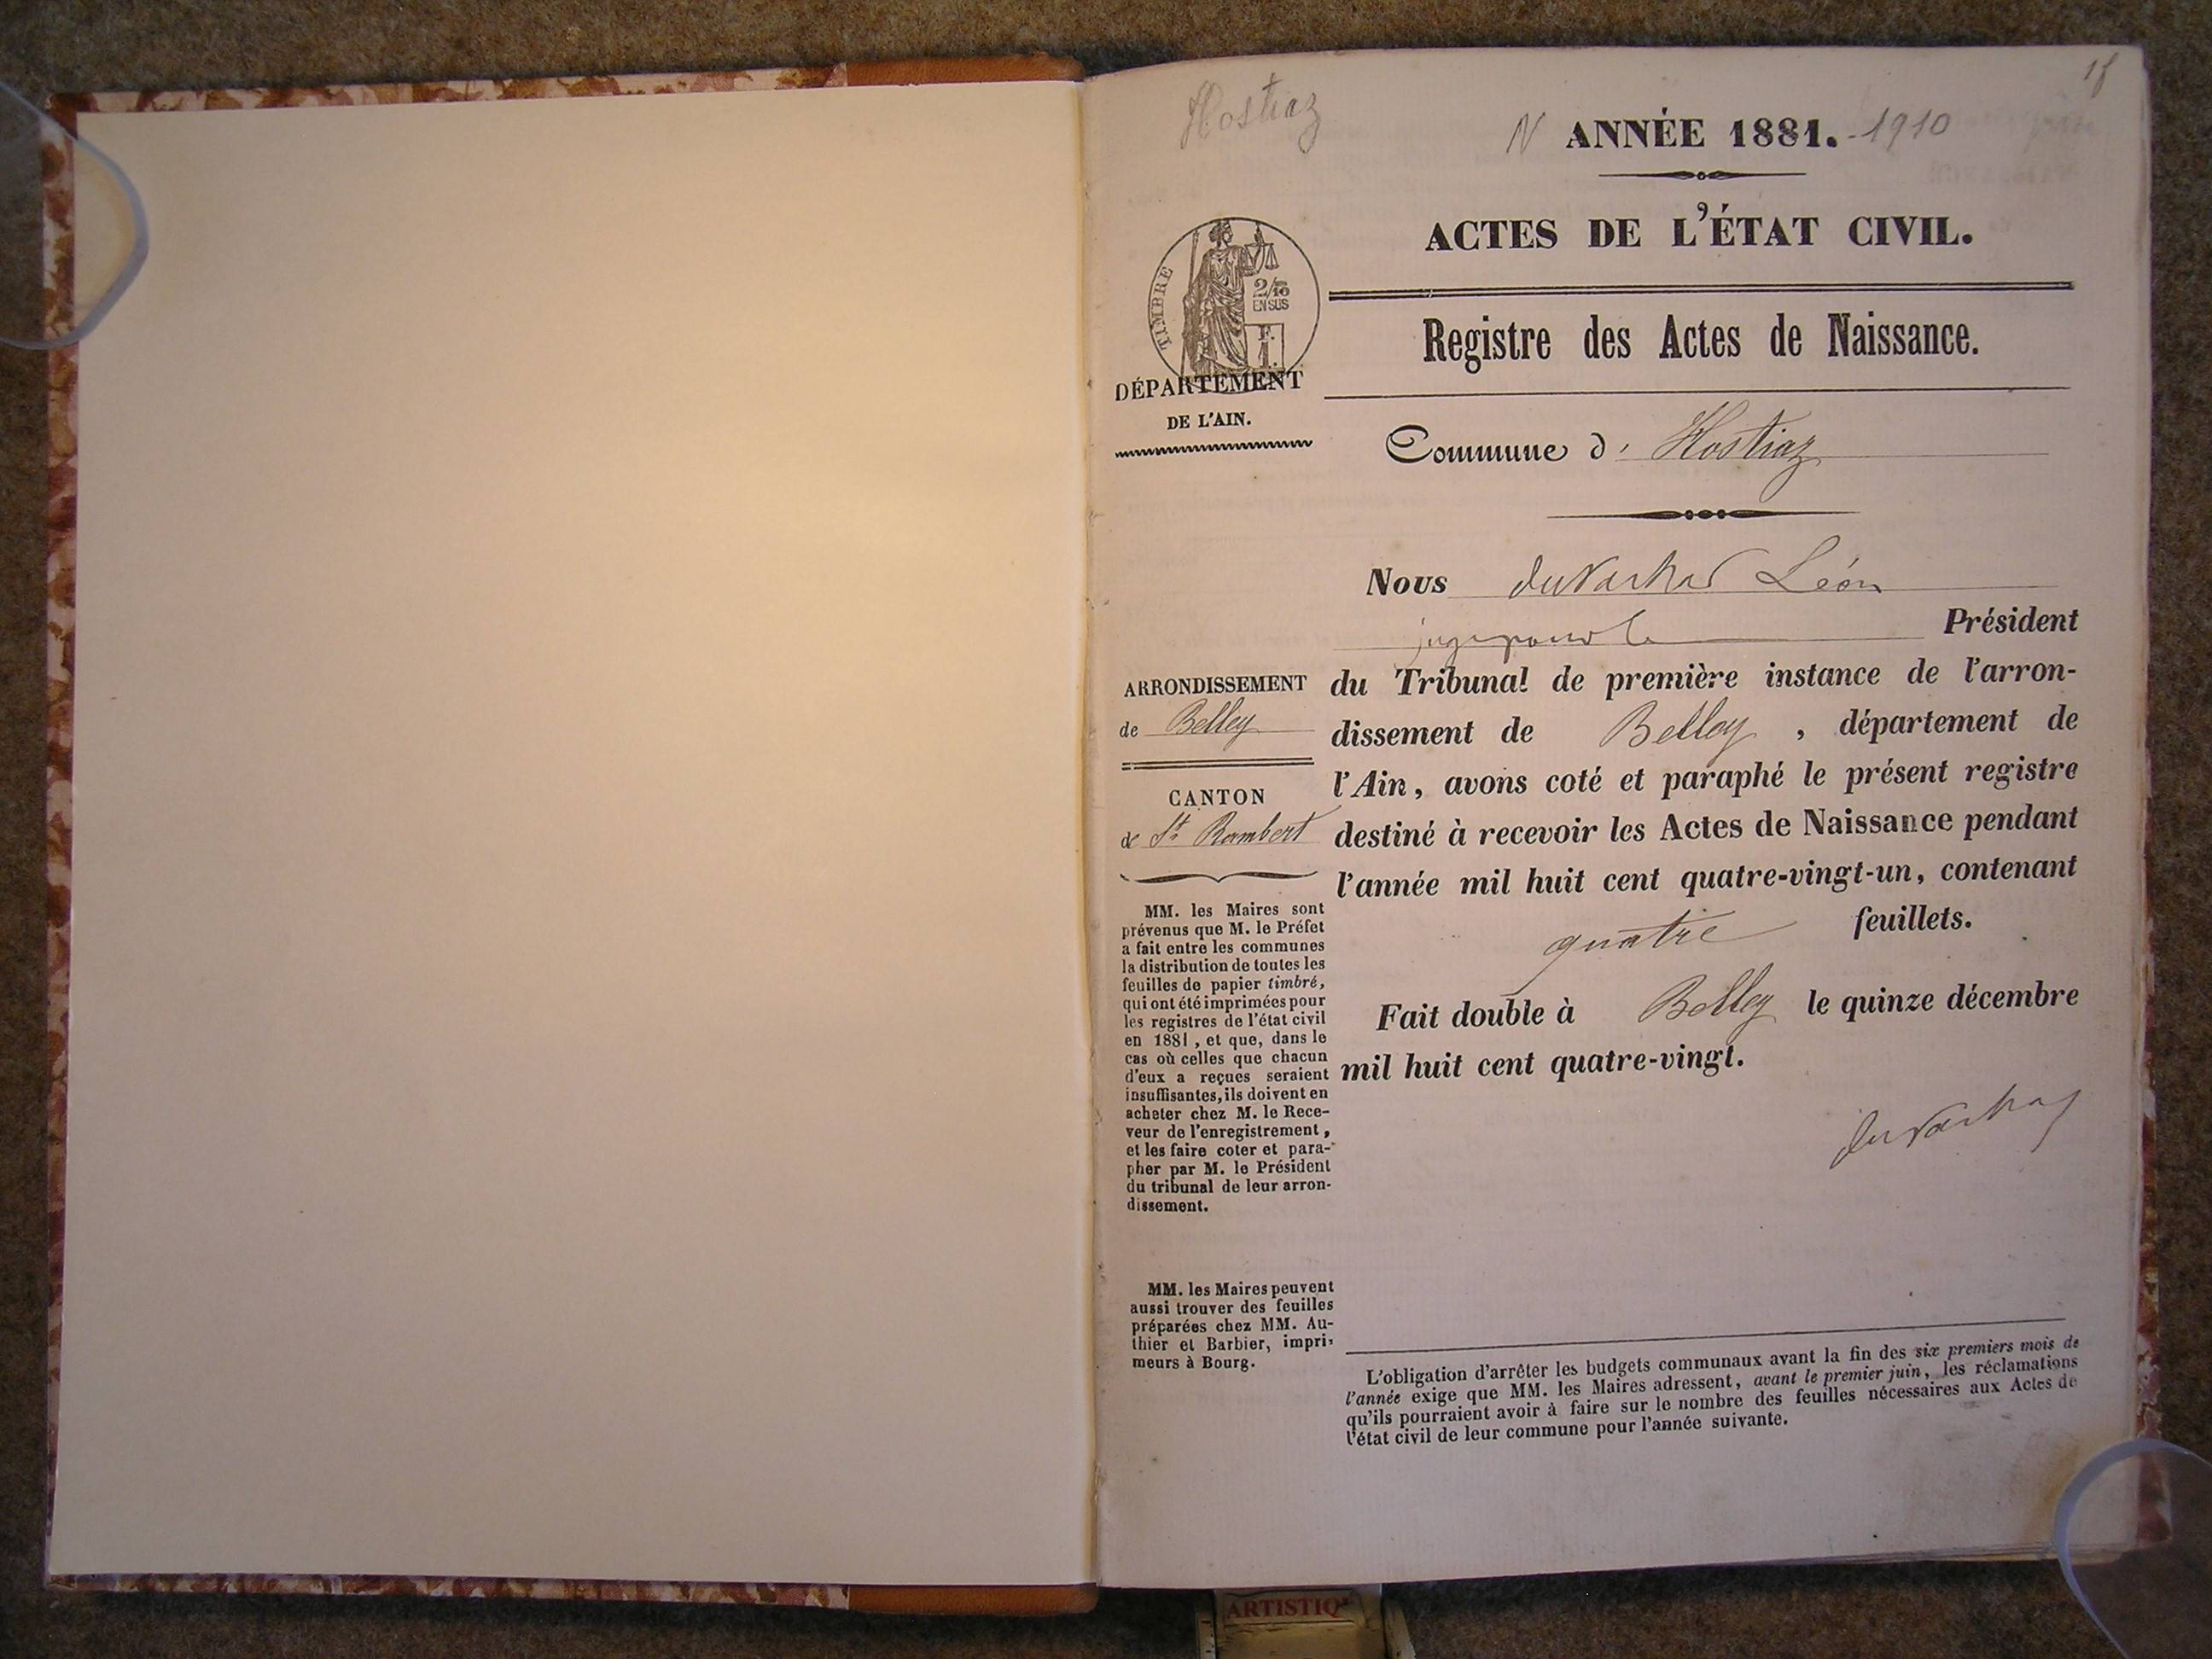 Hostiaz
1f
N ANNÉE 1881. -1910
ACTES DE L'ÉTAT CIVIL.
TIMBRE
2/10
EN SUS
F.
1.
Registre des Actes de Naissance.
DÉPARTEMENT
DE L'AIN.
Commune d' Hostiaz
Nous Léon
juge pour le Président
du Tribunal de première instance de l'arron-
dissement de Belley, département de
l'Ain, avons coté et paraphé le présent registre
destiné à recevoir les Actes de Naissance pendant
l'année mil huit cent quatre-vingt-un, contenant
quatre feuillets.
Fait double à Belley le quinze décembre
mil huit cent quatre-vingt.
ARRONDISSEMENT
de Belley
CANTON
de St Rambert
MM. les Maires sont
prévenus que M. le Préfet
a fait entre les communes
la distribution de toutes les
feuilles de papier timbré,
qui ont été imprimées pour
les registres de l'état civil
en 1881, et que, dans le
cas où celles que chacun
d'eux a reçues seraient
insuffisantes, ils doivent en
acheter chez M. le Rece-
veur de l'enregistrement,
et les faire coter et para-
pher par M. le Président
du tribunal de leur arron-
dissement.
MM. les Maires peuvent
aussi trouver des feuilles
préparées chez MM. Au-
thier et Barbier, impri-
meurs à Bourg.
L'obligation d'arrêter les budgets communaux avant la fin des six premiers mois de
l'année exige que MM. les Maires adressent, avant le premier juin, les réclamations
qu'ils pourraient avoir à faire sur le nombre des feuilles nécessaires aux Actes de
l'état civil de leur commune pour l'année suivante.
ARTISTIQ